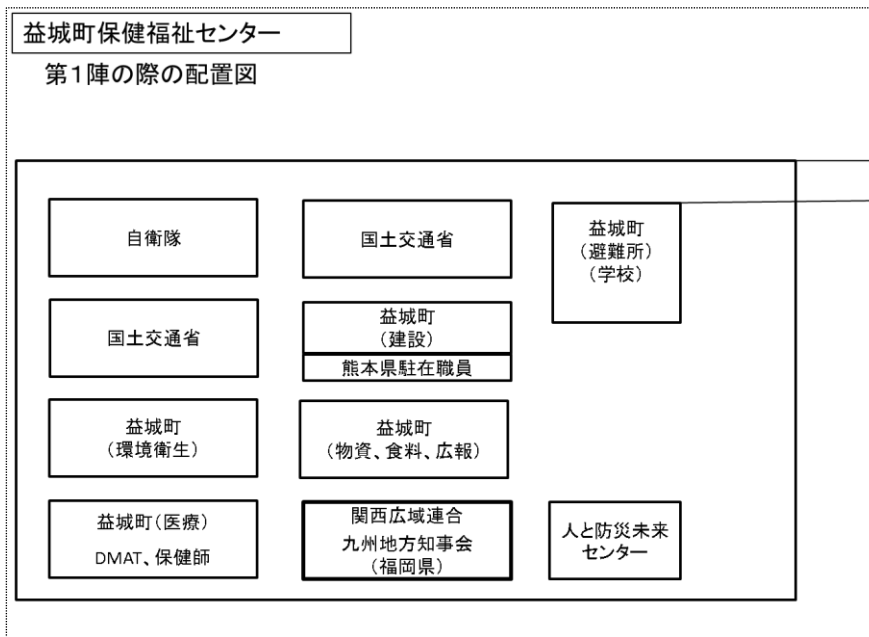 益城町保健福祉センター
第1陣の際の配置図
自衛隊
国土交通省
益城町
（避難所）
（学校）
国土交通省
益城町
（建設）
熊本県駐在職員
益城町
（環境衛生）
益城町
（物資、食料、広報）
益城町（医療）
DMAT、保健師
関西広域連合
九州地方知事会
（福岡県）
人と防災未来
センター